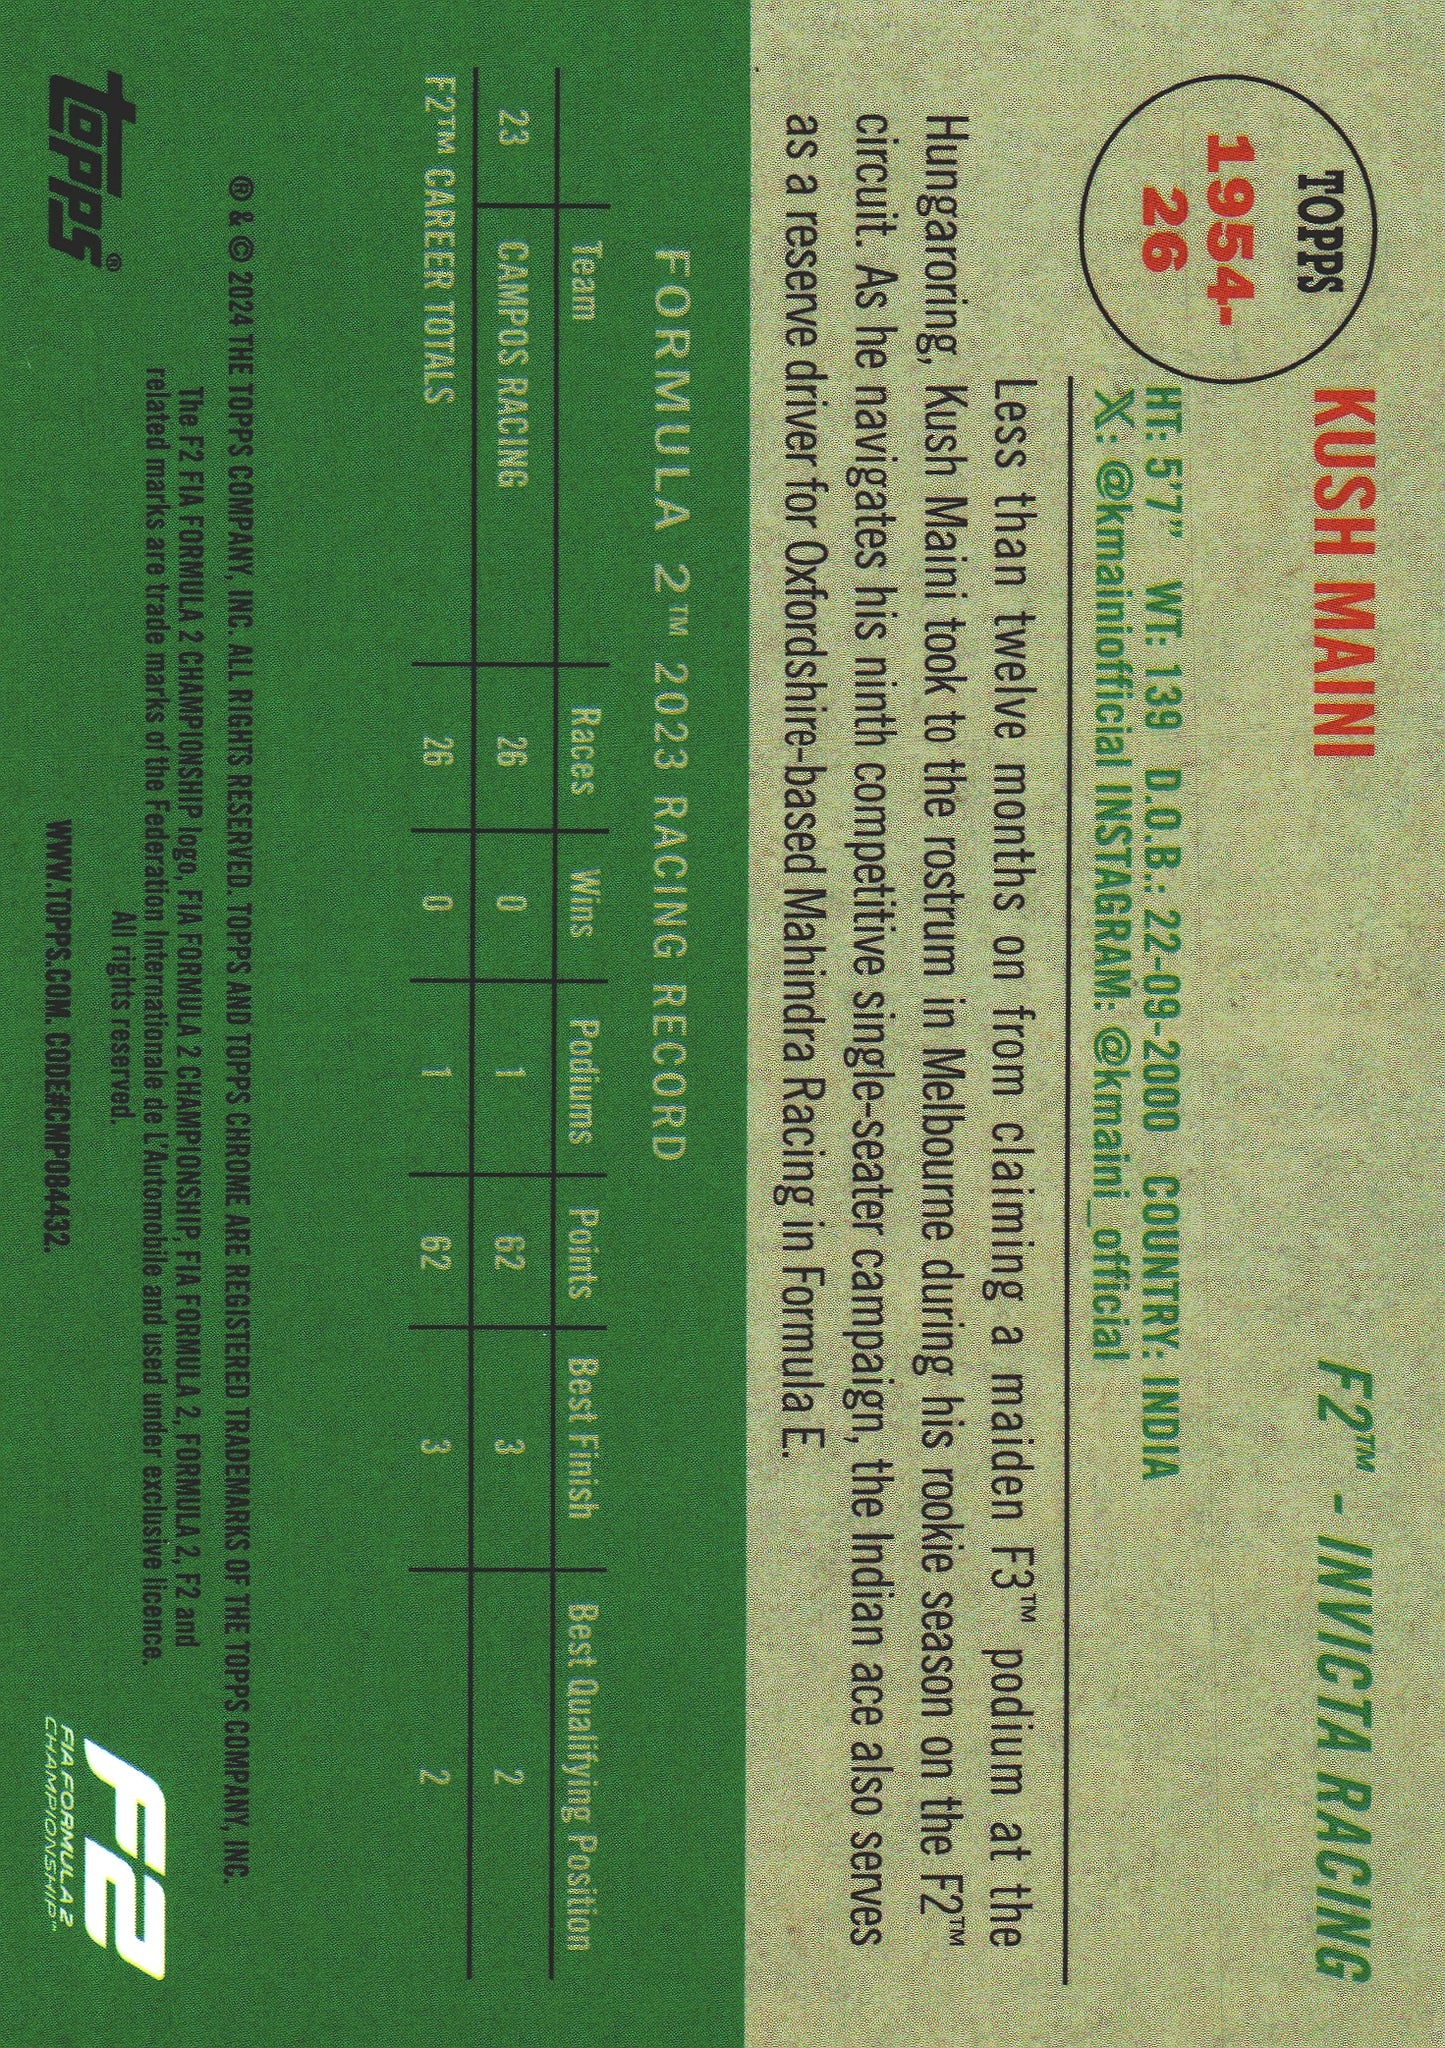 TOPPS
1954-
26
KUSH MAINI
F2™ - INVICTA RACING
HT: 5'7" WT: 139 D.O.B.: 22-09-2000 COUNTRY: INDIA
X: @kmainiofficial INSTAGRAM: @kmaini_official
Less than twelve months on from claiming a maiden F3™ podium at the
Hungaroring, Kush Maini took to the rostrum in Melbourne during his rookie season on the F2™
circuit. As he navigates his ninth competitive single-seater campaign, the Indian ace also serves
as a reserve driver for Oxfordshire-based Mahindra Racing in Formula E.
FORMULA 2™ 2023 RACING RECORD
Team Races Wins Podiums Points Best Finish Best Qualifying Position
23 CAMPOS RACING 26 0 1 62 3 2
F2™ CAREER TOTALS 26 0 1 62 3 2
® & © 2024 THE TOPPS COMPANY, INC. ALL RIGHTS RESERVED. TOPPS AND TOPPS CHROME ARE REGISTERED TRADEMARKS OF THE TOPPS COMPANY, INC.
The F2 FIA FORMULA 2 CHAMPIONSHIP logo, FIA FORMULA 2 CHAMPIONSHIP, FIA FORMULA 2, FORMULA 2, F2 and
related marks are trade marks of the Federation Internationale de L'Automobile and used under exclusive licence.
All rights reserved.
WWW.TOPPS.COM. CODE#CMP084432.
TOPPS®
F2
FIA FORMULA 2
CHAMPIONSHIP™